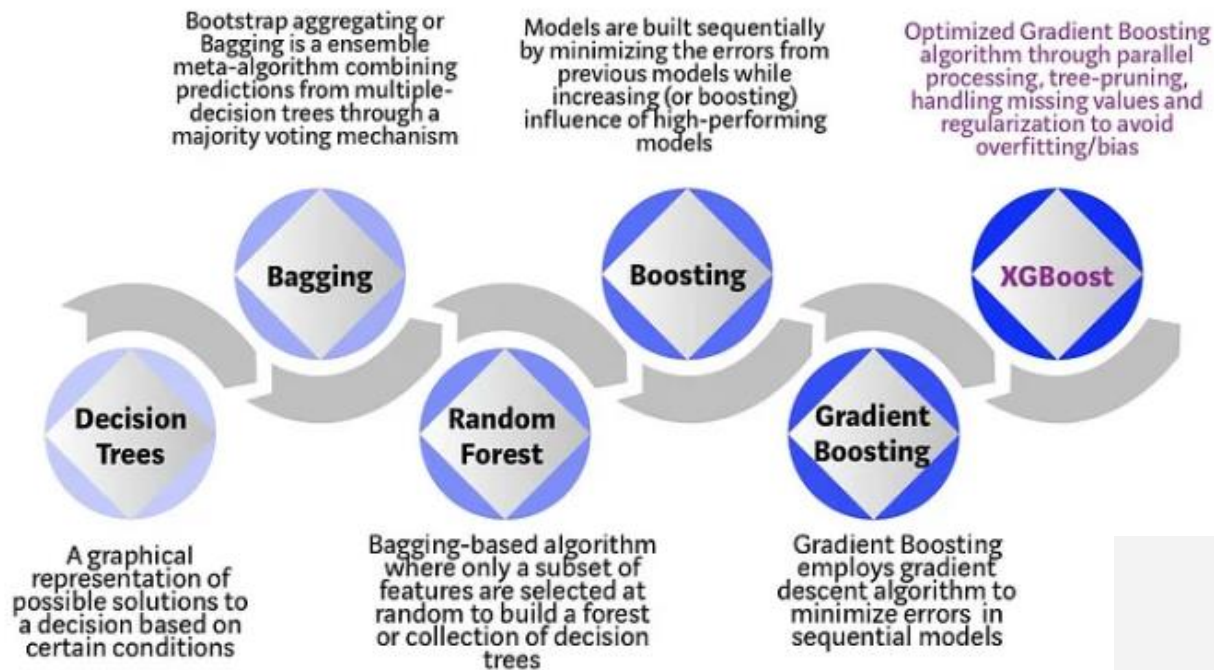 Bootstrap aggregating or
Bagging is a ensemble
meta-algorithm combining
predictions from multiple-
decision trees through a
majority voting mechanism
Models are built sequentially
by minimizing the errors from
previous models while
increasing (or boosting)
influence of high-performing
models
Optimized Gradient Boosting
algorithm through parallel
processing, tree-pruning,
handling missing values and
regularization to avoid
overfitting/bias
Bagging
Boosting
XGBoost
Decision
Trees
Random
Forest
Gradient
Boosting
A graphical
representation of
possible solutions to
a decision based on
certain conditions
Bagging-based algorithm
where only a subset of
features are selected at
random to build a forest
or collection of decision
trees
Gradient Boosting
employs gradient
descent algorithm to
minimize errors in
sequential models